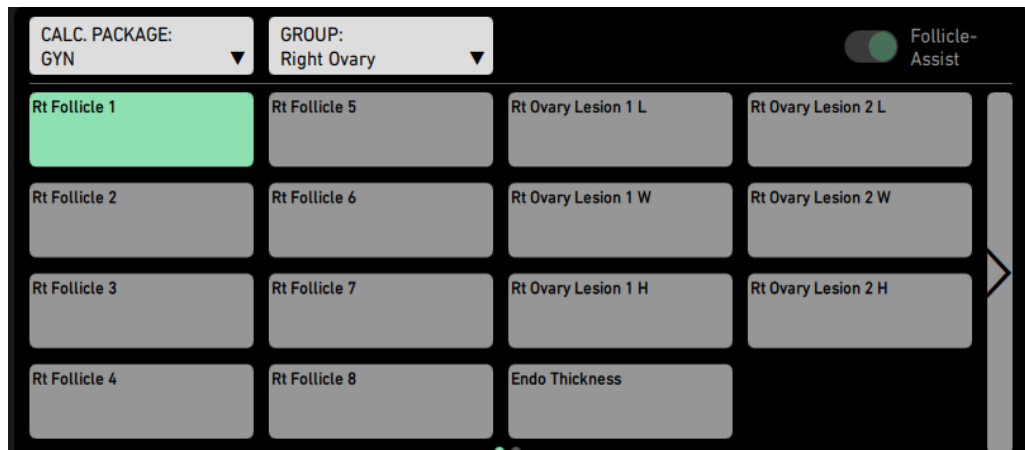 CALC. PACKAGE:
GYN
GROUP:
Right Ovary
Follicle-
Assist
Rt Follicle 1
Rt Follicle 5
Rt Ovary Lesion 1 L
Rt Ovary Lesion 2 L
Rt Follicle 2
Rt Follicle 6
Rt Ovary Lesion 1 W
Rt Ovary Lesion 2 W
Rt Follicle 3
Rt Follicle 7
Rt Ovary Lesion 1 H
Rt Ovary Lesion 2 H
Rt Follicle 4
Rt Follicle 8
Endo Thickness